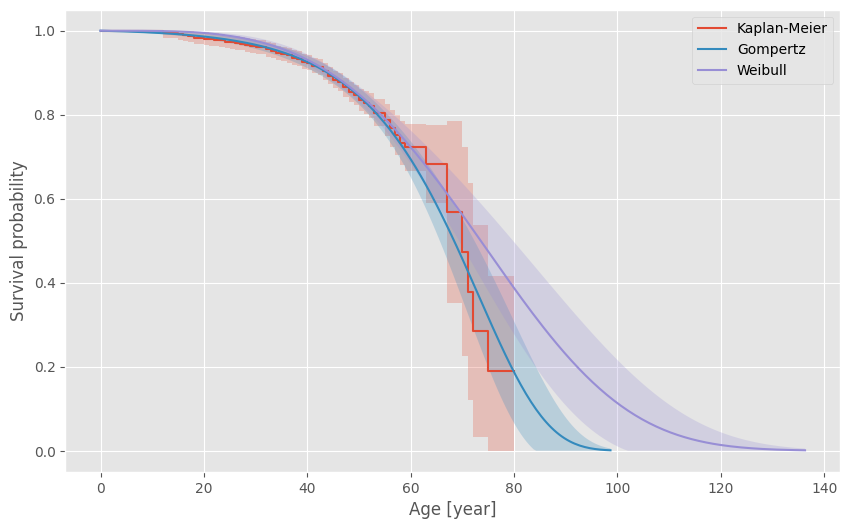 Kaplan-Meier
Gompertz
Weibull
1.0
0.8
0.6
0.4
0.2
0.0
Survival probability
0 20 40 60 80 100 120 140
Age [year]